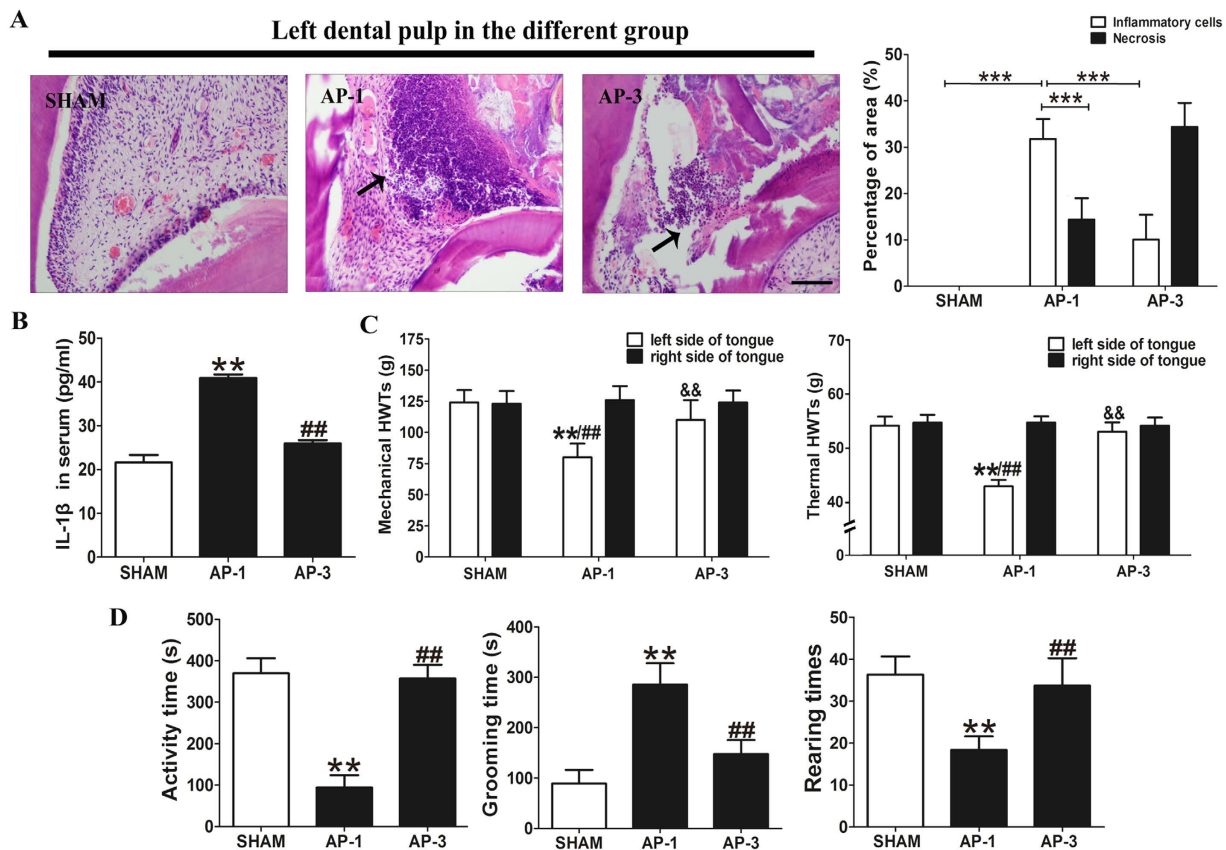 A
Left dental pulp in the different group
SHAM
AP-1
AP-3
Inflammatory cells
Necrosis
Percentage of area (%)
50
40
30
20
10
0
***
***
***
SHAM
AP-1
AP-3
B
IL-1β in serum (pg/ml)
50
40
30
20
10
0
**
##
SHAM
AP-1
AP-3
C
left side of tongue
right side of tongue
Mechanical HWTs (g)
175
150
125
100
75
50
25
0
**/##
&&
SHAM
AP-1
AP-3
left side of tongue
right side of tongue
Thermal HWTs (g)
70
60
50
40
0
**/##
&&
SHAM
AP-1
AP-3
D
Activity time (s)
500
400
300
200
100
0
**
##
SHAM
AP-1
AP-3
Grooming time (s)
400
300
200
100
0
**
##
SHAM
AP-1
AP-3
Rearing times
50
40
30
20
10
0
**
##
SHAM
AP-1
AP-3